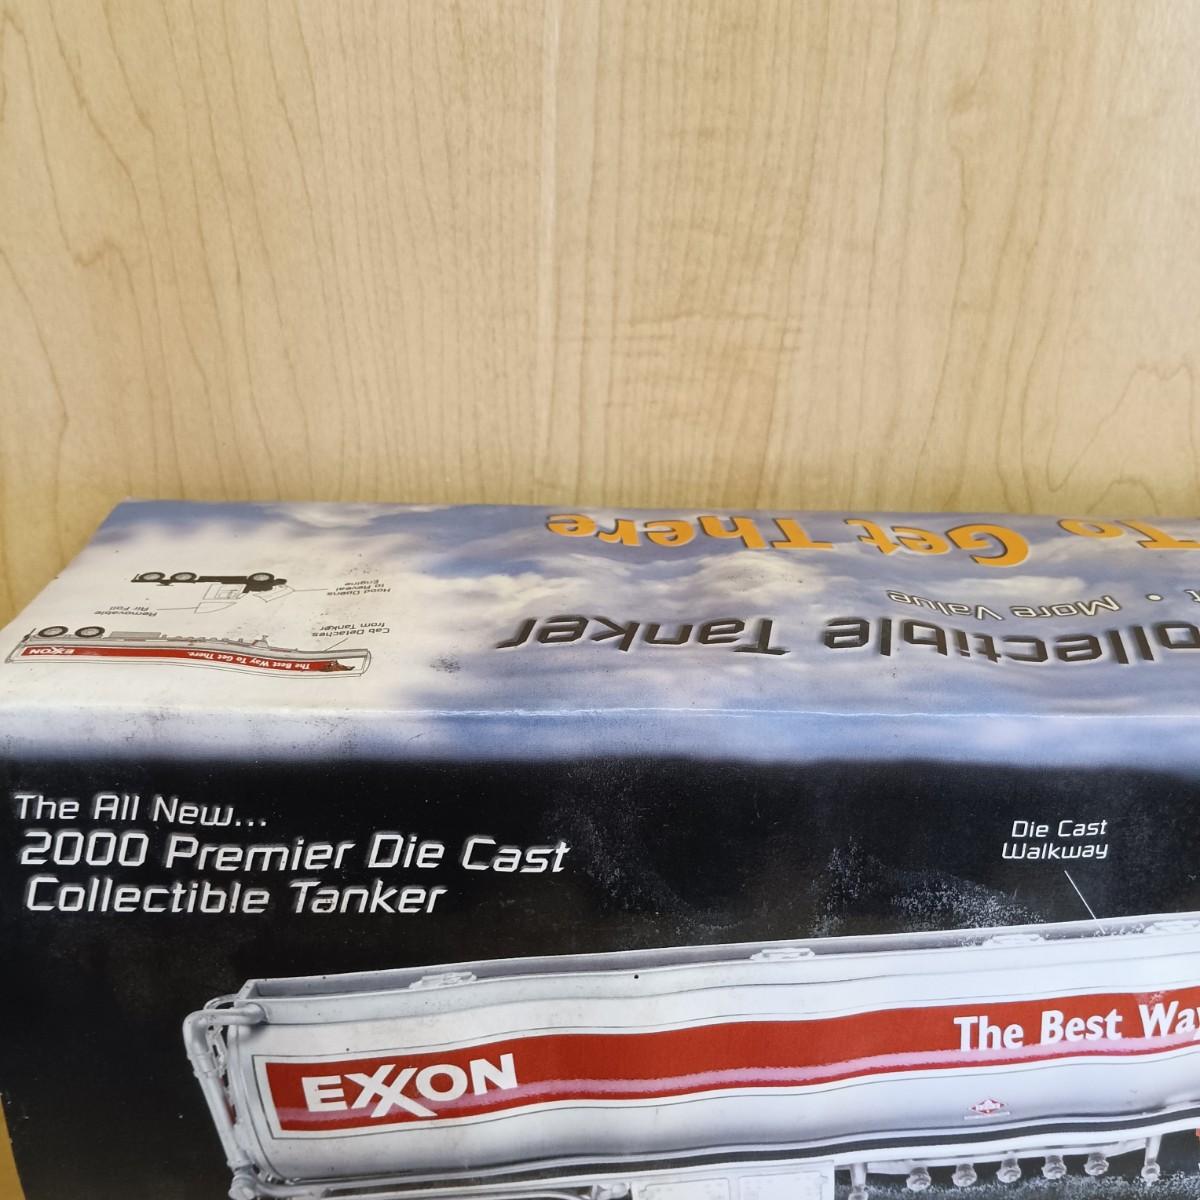 To Get There
t • More Value
ollectible Tanker
Hood Opens
to Reveal
Engine
Removable
Air Foil
Cab Detaches
from Tanker
The Best Way To Get There.
EXXON
The All New...
2000 Premier Die Cast
Collectible Tanker
Die Cast
Walkway
The Best Way
EXXON